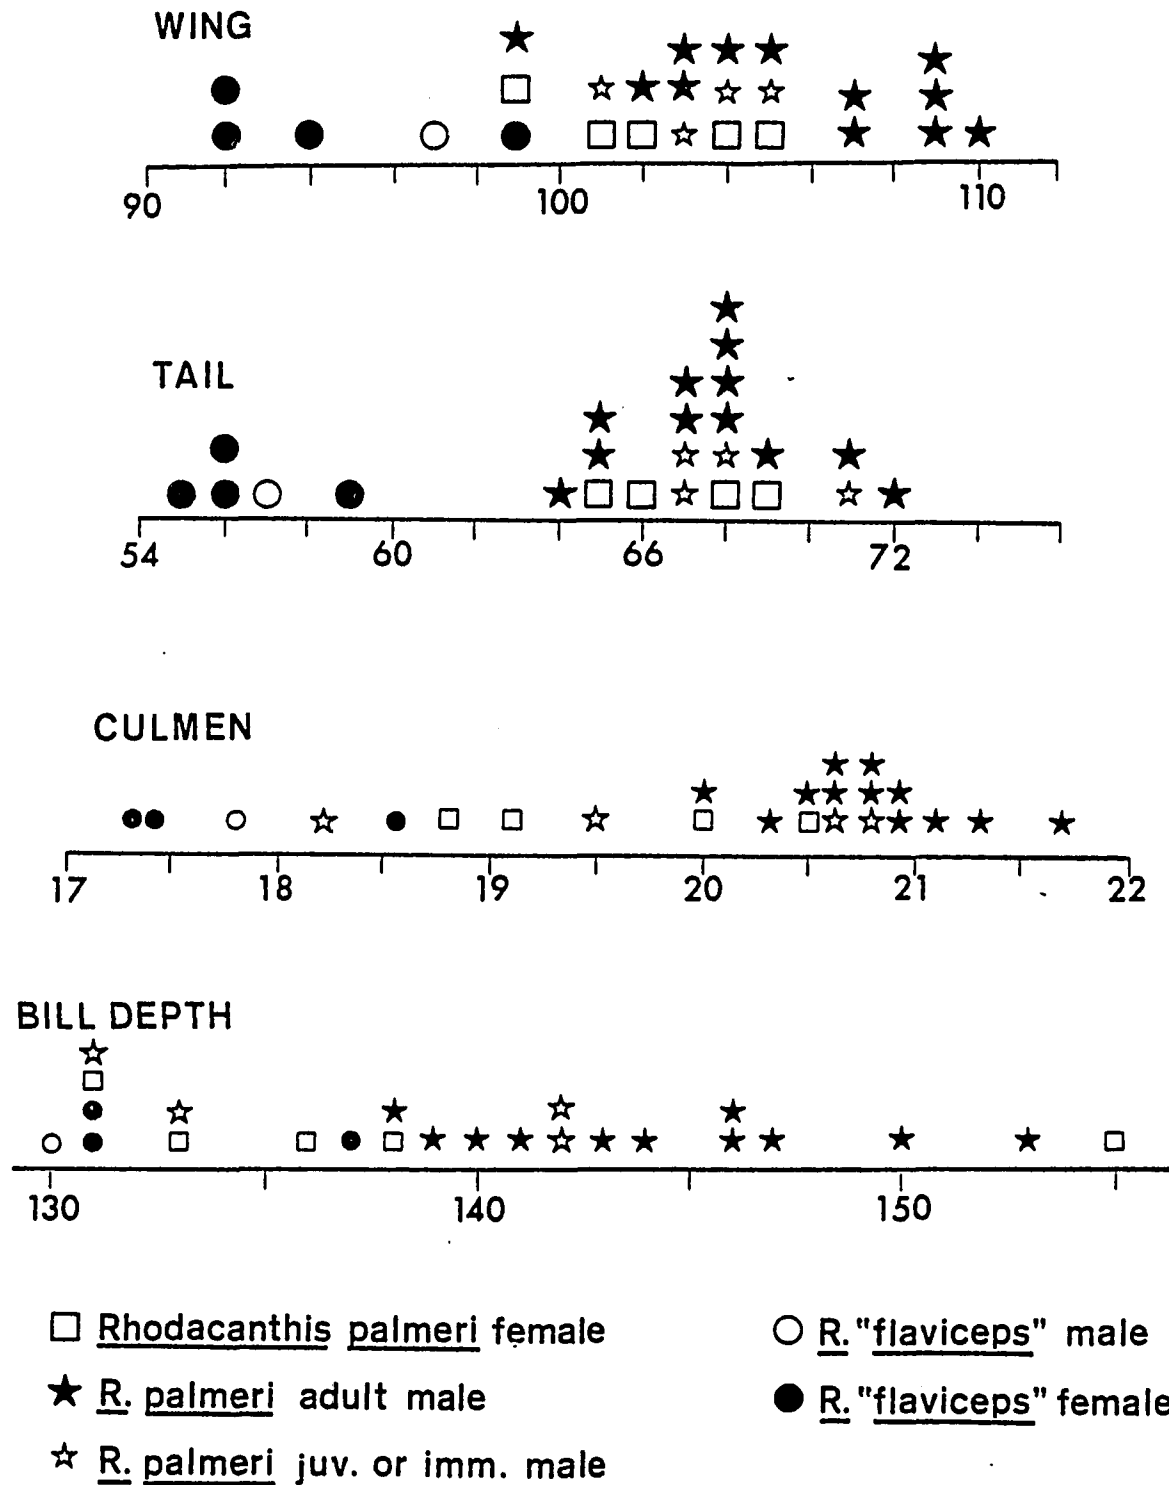 WING
90 100 110
TAIL
54 60 66 72
CULMEN
17 18 19 20 21 22
BILL DEPTH
130 140 150
Rhodacanthis palmeri female
R. palmeri adult male
R. palmeri juv. or imm. male
R. "flaviceps" male
R. "flaviceps" female